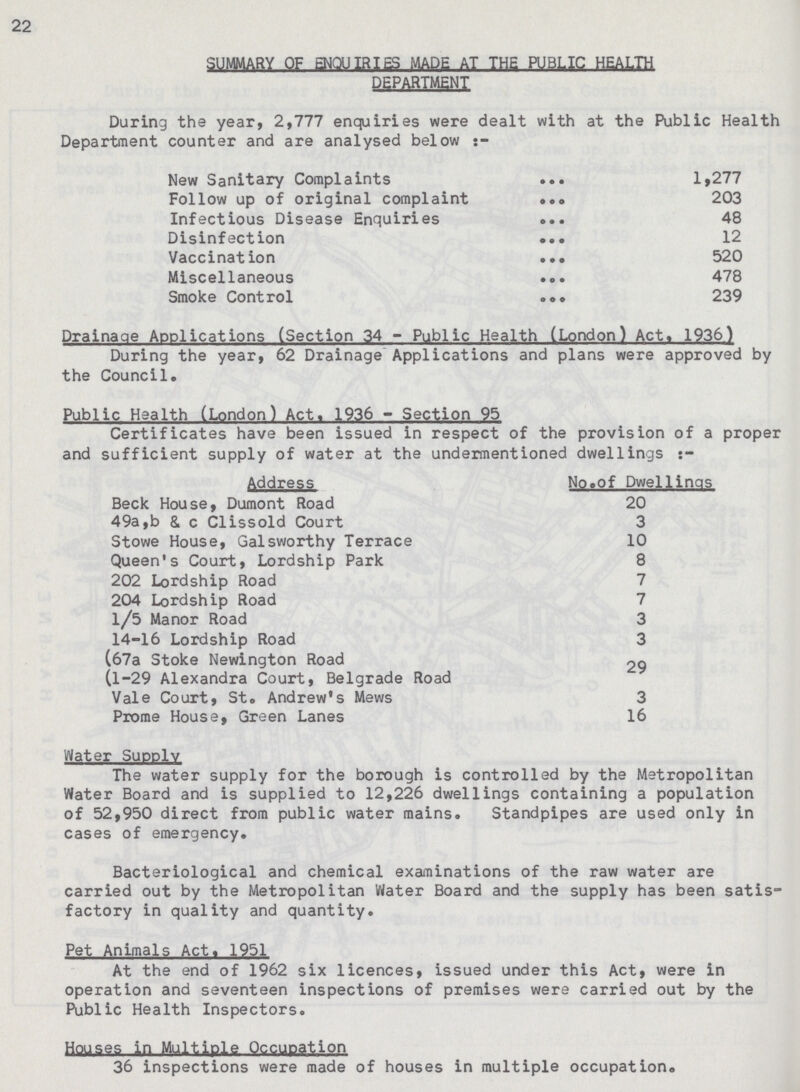 22
SUMMARY OF ENQUIRIES MADE AT THE PUBLIC HEALTH
DEPARTMENT
During the year, 2,777 enquiries were dealt with at the Public Health
Department counter and are analysed below :-
New Sanitary Complaints ... 1,277
Follow up of original complaint ... 203
Infectious Disease Enquiries ... 48
Disinfection ... 12
Vaccination ... 520
Miscellaneous ... 478
Smoke Control ... 239
Drainage Applications (Section 34 - Public Health (London) Act, 1936)
During the year, 62 Drainage Applications and plans were approved by
the Council.
Public Health (London) Act, 1936 - Section 95
Certificates have been issued in respect of the provision of a proper
and sufficient supply of water at the undermentioned dwellings :-
Address No.of Dwellings
Beck House, Dumont Road 20
49a,b & c Clissold Court 3
Stowe House, Galsworthy Terrace 10
Queen's Court, Lordship Park 8
202 Lordship Road 7
204 Lordship Road 7
1/5 Manor Road 3
14-16 Lordship Road 3
(67a Stoke Newington Road
(1-29 Alexandra Court, Belgrade Road 29
Vale Court, St. Andrew's Mews 3
Prome House, Green Lanes 16
Water Supply
The water supply for the borough is controlled by the Metropolitan
Water Board and is supplied to 12,226 dwellings containing a population
of 52,950 direct from public water mains. Standpipes are used only in
cases of emergency.
Bacteriological and chemical examinations of the raw water are
carried out by the Metropolitan Water Board and the supply has been satis-
factory in quality and quantity.
Pet Animals Act, 1951
At the end of 1962 six licences, issued under this Act, were in
operation and seventeen inspections of premises were carried out by the
Public Health Inspectors.
Houses in Multiple Occupation
36 inspections were made of houses in multiple occupation.